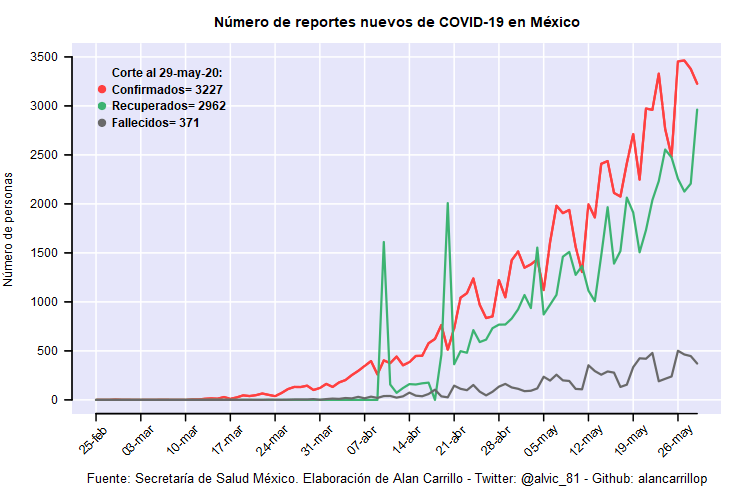 Número de reportes nuevos de COVID-19 en México
Número de personas
3500
3000
2500
2000
1500
1000
500
0
Corte al 29-may-20:
Confirmados= 3227
Recuperados= 2962
Fallecidos= 371
25-feb
03-mar
10-mar
17-mar
24-mar
31-mar
07-abr
14-abr
21-abr
28-abr
05-may
12-may
19-may
26-may
Fuente: Secretaría de Salud México. Elaboración de Alan Carrillo - Twitter: @alvic_81 - Github: alancarrillop